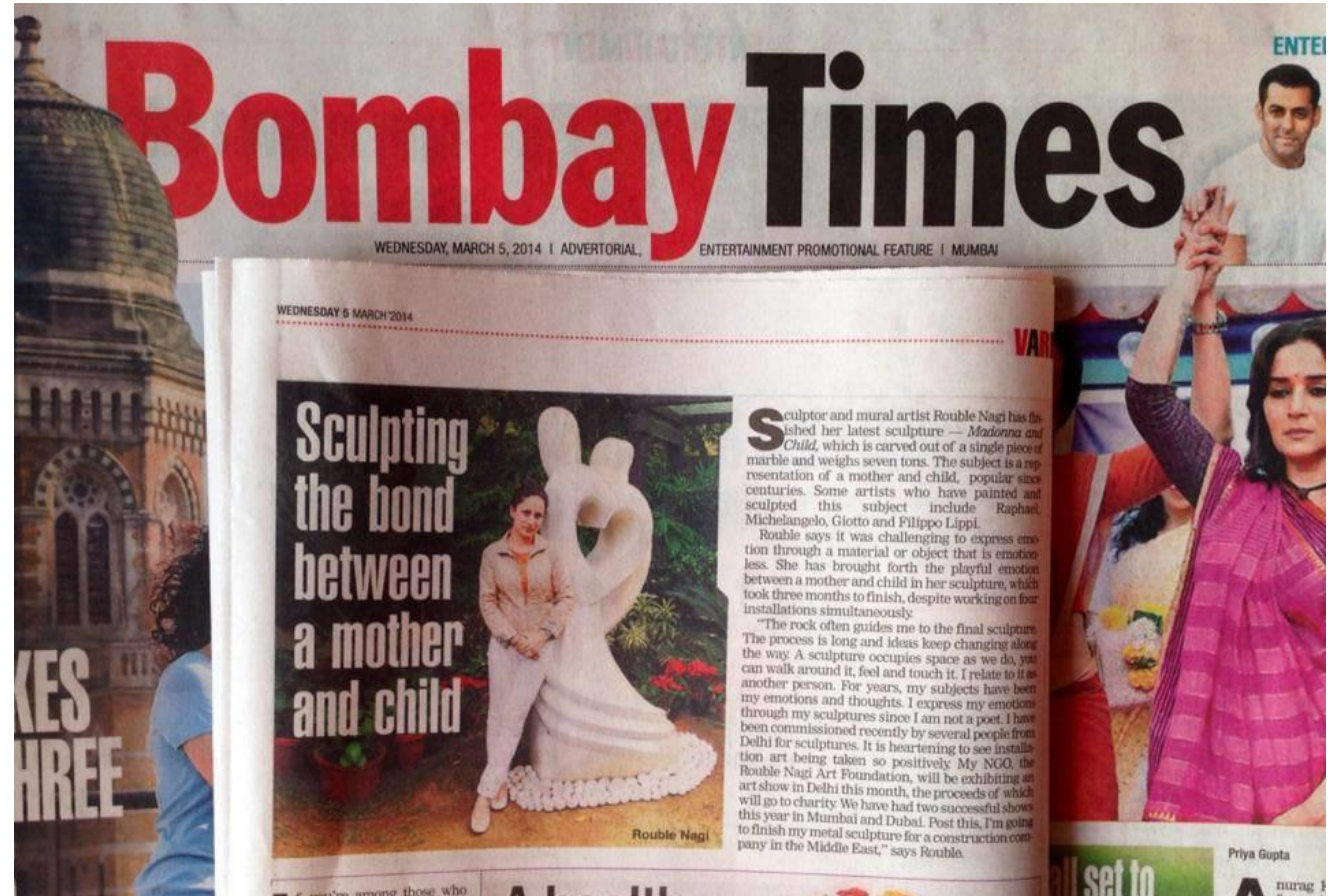 ENTE
Bombay Times
WEDNESDAY, MARCH 5, 2014 I ADVERTORIAL, ENTERTAINMENT PROMOTIONAL FEATURE I MUMBAI
WEDNESDAY 5 MARCH'2014
VAR
Sculpting
the bond
between
a mother
and child
Rouble Nagi
Sculptor and mural artist Rouble Nagi has fin-
ished her latest sculpture — Madonna and
Child, which is carved out of a single piece of
marble and weighs seven tons. The subject is a rep
resentation of a mother and child, popular since
centuries. Some artists who have painted and
sculpted this subject include Raphael,
Michelangelo, Giotto and Filippo Lippi.
Rouble says it was challenging to express emo
tion through a material or object that is emotion-
less. She has brought forth the playful emotion
between a mother and child in her sculpture, which
took three months to finish, despite working on four
installations simultaneously.
"The rock often guides me to the final sculpture.
The process is long and ideas keep changing along
the way. A sculpture occupies space as we do, you
can walk around it, feel and touch it. I relate to it as
another person. For years, my subjects have been
my emotions and thoughts. I express my emotions
through my sculptures since I am not a poet. I have
been commissioned recently by several people from
Delhi for sculptures. It is heartening to see installa-
tion art being taken so positively. My NGO, the
Rouble Nagi Art Foundation, will be exhibiting an
art show in Delhi this month, the proceeds of which
will go to charity. We have had two successful shows
this year in Mumbai and Dubai. Post this, I'm going
to finish my metal sculpture for a construction com-
pany in the Middle East," says Rouble.
KES
HREE
you're among those who
all set to
Priya Gupta
Anurag